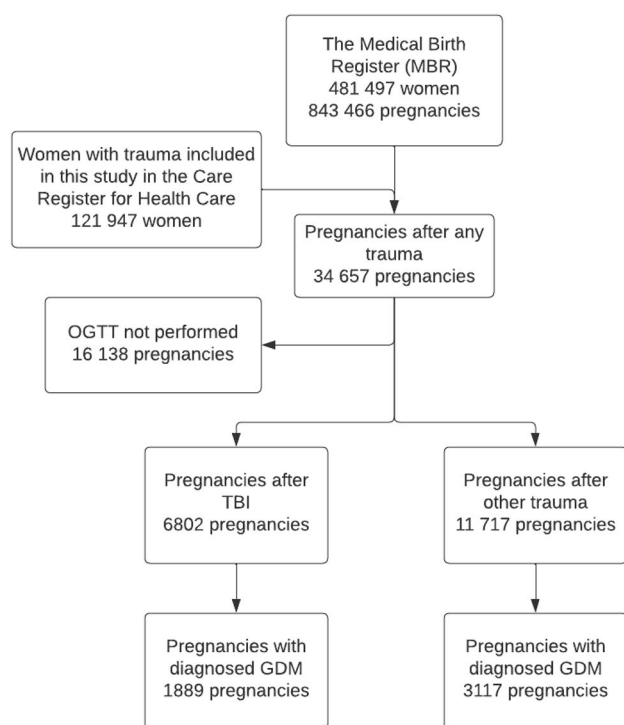 The Medical Birth
Register (MBR)
481 497 women
843 466 pregnancies
Women with trauma included
in this study in the Care
Register for Health Care
121 947 women
Pregnancies after any
trauma
34 657 pregnancies
OGTT not performed
16 138 pregnancies
Pregnancies after
TBI
6802 pregnancies
Pregnancies after
other trauma
11 717 pregnancies
Pregnancies with
diagnosed GDM
1889 pregnancies
Pregnancies with
diagnosed GDM
3117 pregnancies